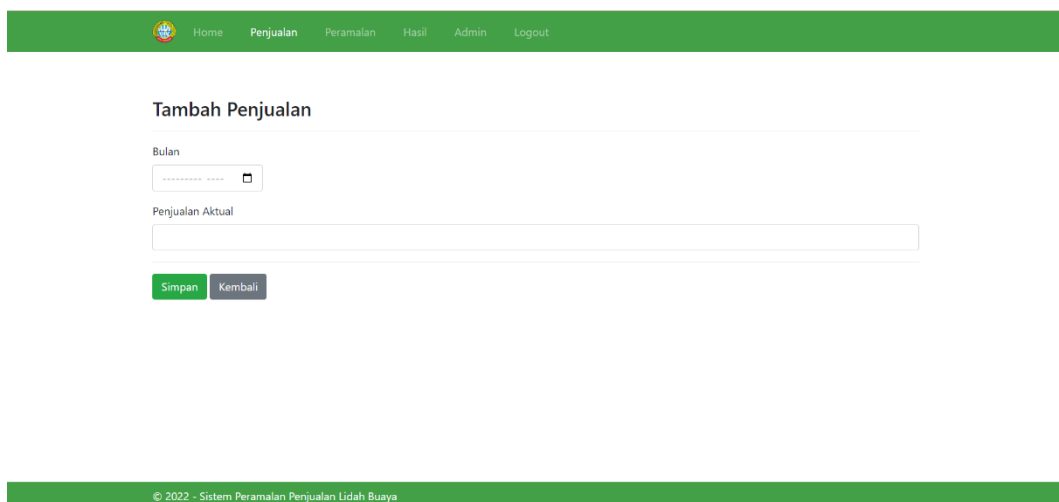 Home Penjualan Peramalan Hasil Admin Logout
Tambah Penjualan
Bulan
--------- ----
Penjualan Aktual
Simpan Kembali
© 2022 - Sistem Peramalan Penjualan Lidah Buaya